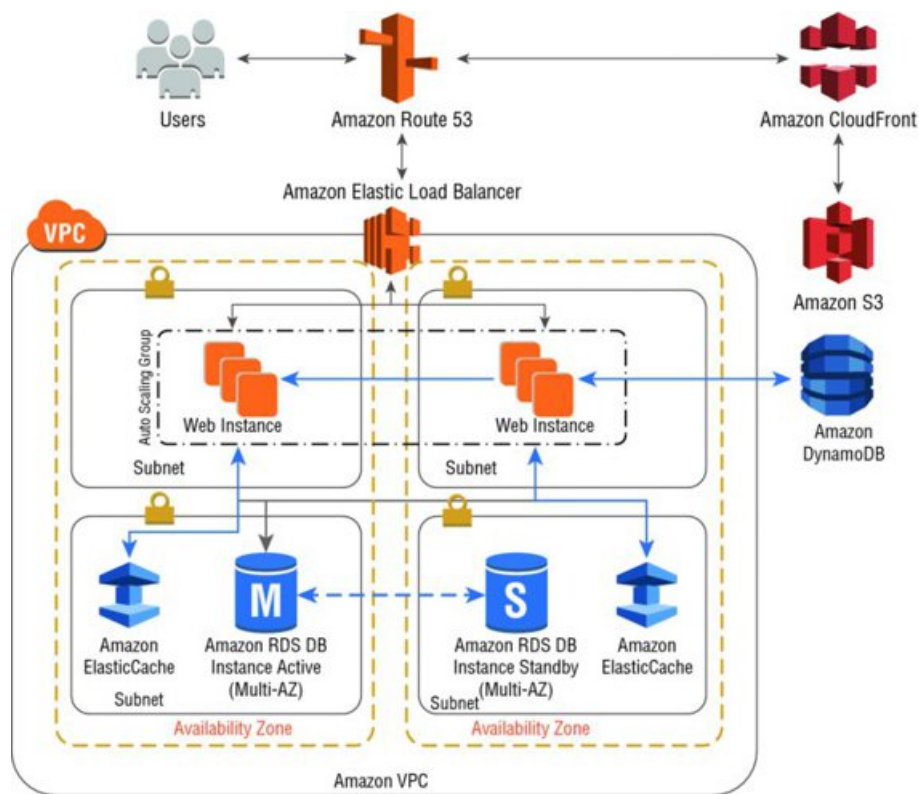 Users
Amazon Route 53
Amazon CloudFront
Amazon Elastic Load Balancer
VPC
Amazon S3
Auto Scaling Group
Web Instance
Web Instance
Subnet
Subnet
Amazon
DynamoDB
M
S
Amazon
ElasticCache
Amazon RDS DB
Instance Active
(Multi-AZ)
Amazon RDS DB
Instance Standby
(Multi-AZ)
Amazon
ElasticCache
Subnet
Subnet
Availability Zone
Availability Zone
Amazon VPC